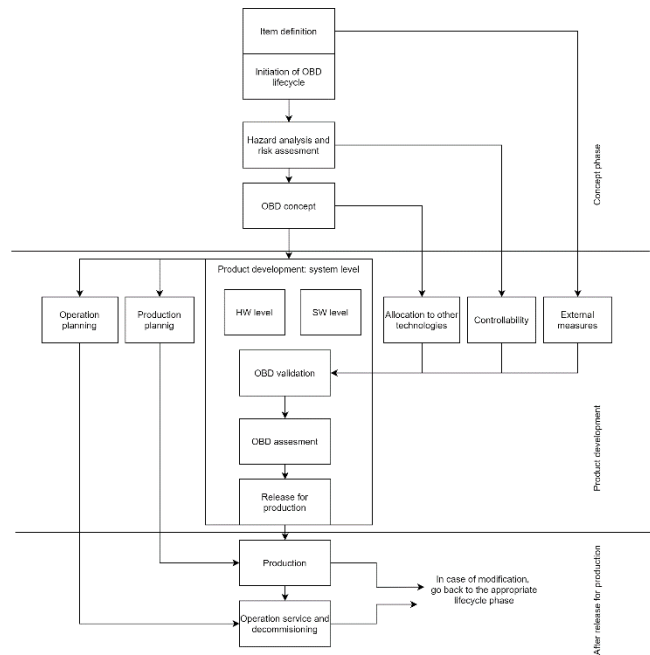 Item definition
Initiation of OBD
lifecycle
Hazard analysis and
risk assesment
OBD concept
Concept phase
Product development: system level
HW level
SW level
Operation
planning
Production
plannig
Allocation to other
technologies
Controllability
External
measures
OBD validation
OBD assesment
Release for
production
Product development
Production
Operation service and
decommisioning
In case of modification,
go back to the appropriate
lifecycle phase
After release for production